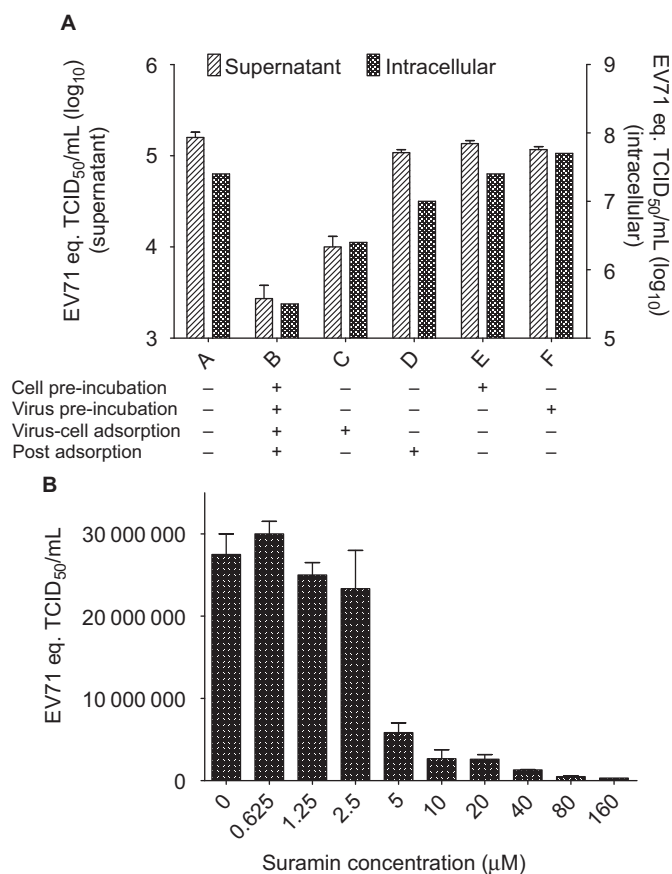 A
Supernatant Intracellular
EV71 eq. TCID50/mL (log10)
(supernatant)
6
5
4
3
EV71 eq. TCID50/mL (log10)
(intracellular)
9
8
7
6
5
A B C D E F
Cell pre-incubation – + – – + –
Virus pre-incubation – + – – – +
Virus-cell adsorption – + + – – –
Post adsorption – + – + – –
B
EV71 eq. TCID50/mL
30 000 000
20 000 000
10 000 000
0
0 0.625 1.25 2.5 5 10 20 40 80 160
Suramin concentration (μM)